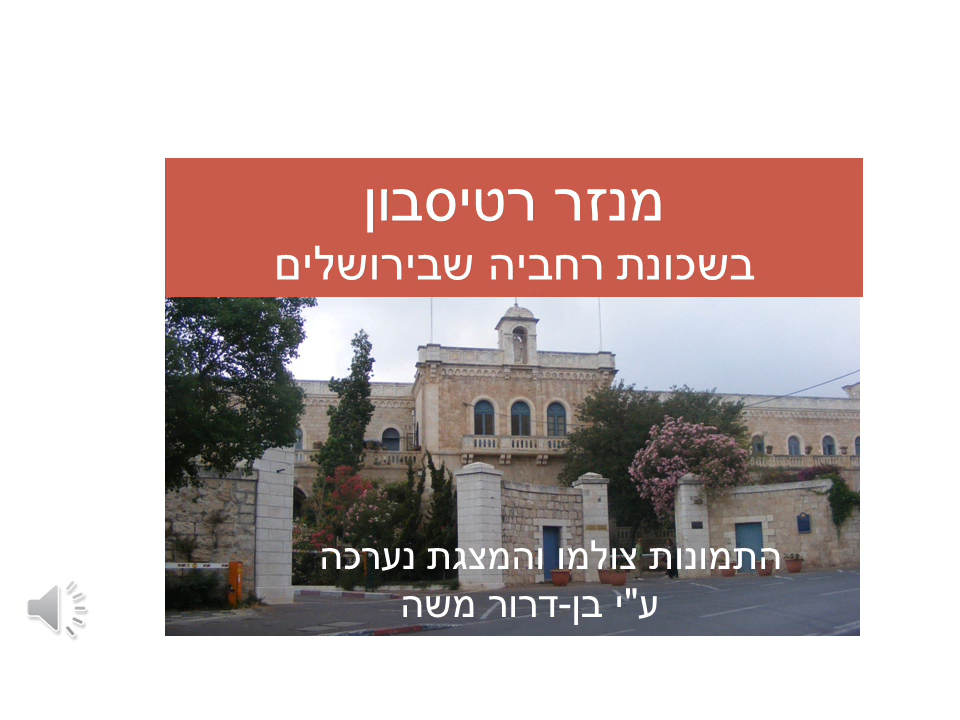 מנזר רטיסבון
בשכונת רחביה שבירושלים
התמונות צולמו והמצגת נערכה
ע"י בן-דרור משה